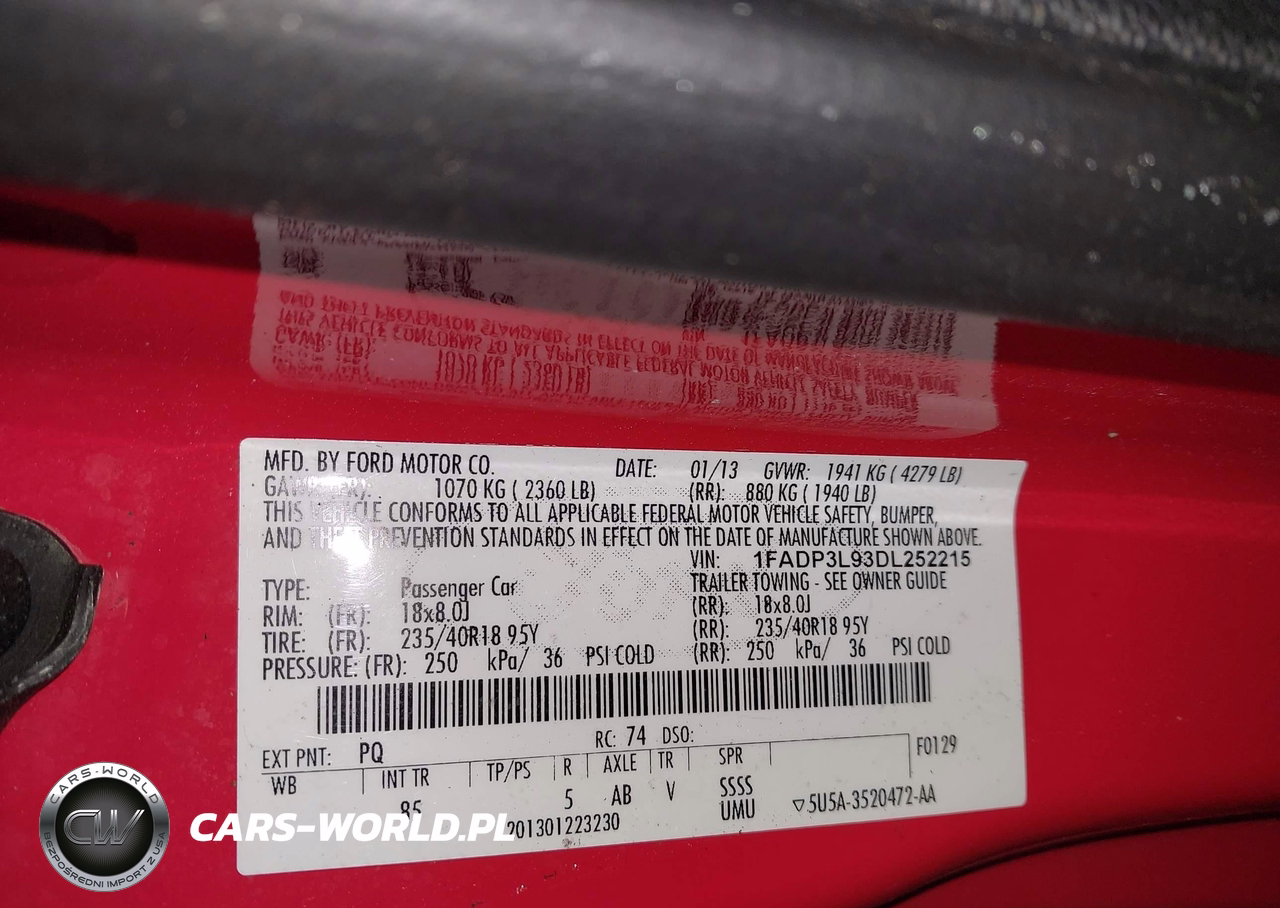 MFD. BY FORD MOTOR CO. DATE: 01/13 GVWR: 1941 KG ( 4279 LB)
1070 KG ( 2360 LB) (RR): 880 KG ( 1940 LB)
THIS VEHICLE CONFORMS TO ALL APPLICABLE FEDERAL MOTOR VEHICLE SAFETY, BUMPER,
AND THEFT PREVENTION STANDARDS IN EFFECT ON THE DATE OF MANUFACTURE SHOWN ABOVE.
VIN: 1FADP3L93DL252215
TYPE: Passenger Car TRAILER TOWING - SEE OWNER GUIDE
RIM: (FR): 18x8.0J (RR): 18x8.0J
TIRE: (FR): 235/40R18 95Y (RR): 235/40R18 95Y
PRESSURE: (FR): 250 kPa/ 36 PSI COLD (RR): 250 kPa/ 36 PSI COLD
EXT PNT: PQ RC: 74 DSO: F0129
WB INT TR TP/PS R AXLE TR SPR
85 5 AB V SSSS
UMU ▽5U5A-3520472-AA
201301223230
CARS-WORLD
CW
BEZPOŚREDNI IMPORT Z USA
CARS-WORLD.PL